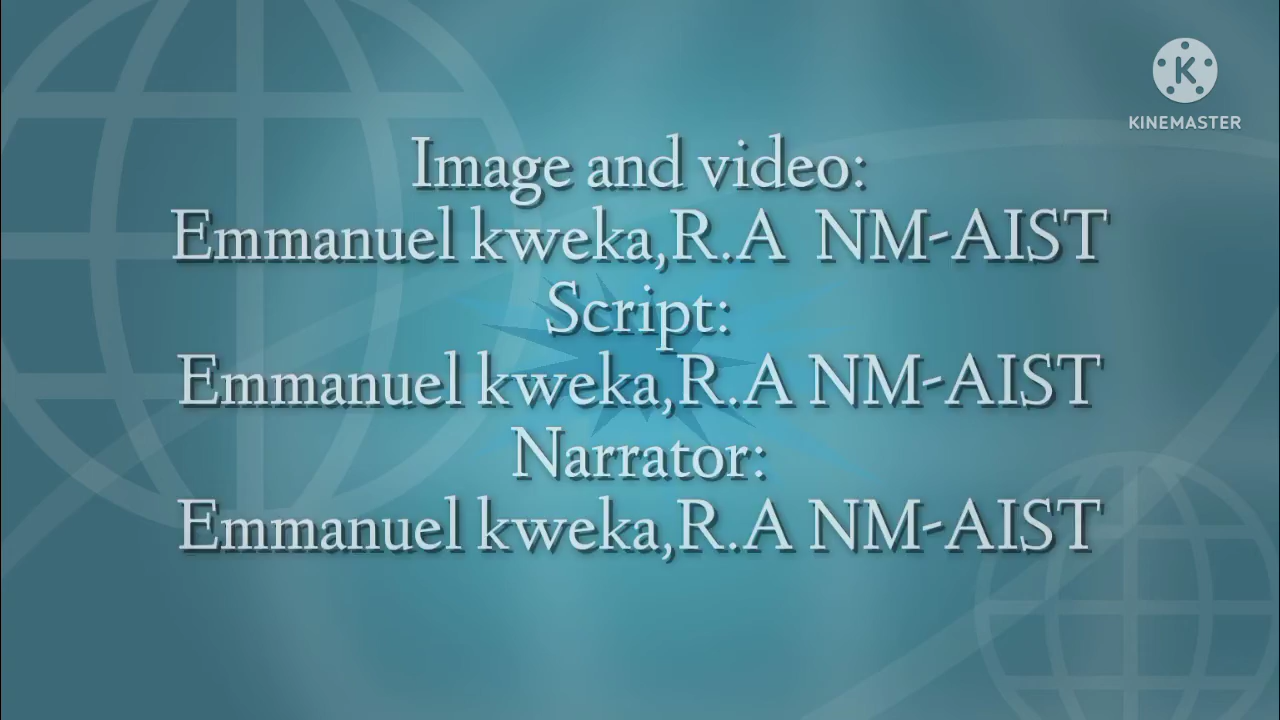 KINEMASTER
Image and video:
Emmanuel kweka,R.A  NM-AIST
Script:
Emmanuel kweka,R.A NM-AIST
Narrator:
Emmanuel kweka,R.A NM-AIST